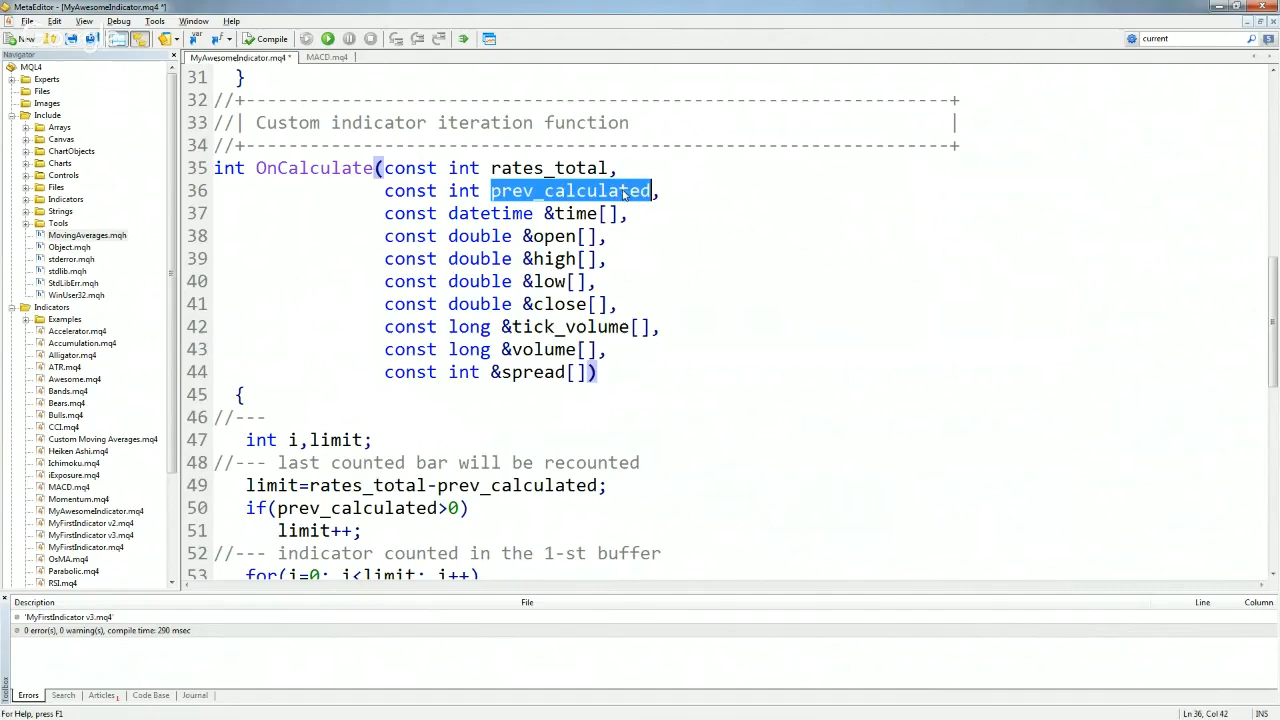 MetaEditor - [MyAwesomeIndicator.mq4 *]
File Edit View Debug Tools Window Help
New Compile current
Navigator
MyAwesomeIndicator.mq4 * MACD.mq4
MQL4
Experts
Files
Images
Include
Arrays
Canvas
ChartObjects
Charts
Controls
Files
Indicators
Strings
Tools
MovingAverages.mqh
Object.mqh
stderror.mqh
stdlib.mqh
StdLibErr.mqh
WinUser32.mqh
Indicators
Examples
Accelerator.mq4
Accumulation.mq4
Alligator.mq4
ATR.mq4
Awesome.mq4
Bands.mq4
Bears.mq4
Bulls.mq4
CCI.mq4
Custom Moving Averages.mq4
Heiken Ashi.mq4
Ichimoku.mq4
iExposure.mq4
MACD.mq4
Momentum.mq4
MyAwesomeIndicator.mq4
MyFirstIndicator v2.mq4
MyFirstIndicator v3.mq4
MyFirstIndicator.mq4
OsMA.mq4
Parabolic.mq4
RSI.mq4
31 }
32 //+------------------------------------------------------------------+
33 //| Custom indicator iteration function |
34 //+------------------------------------------------------------------+
35 int OnCalculate(const int rates_total,
36 const int prev_calculated,
37 const datetime &time[],
38 const double &open[],
39 const double &high[],
40 const double &low[],
41 const double &close[],
42 const long &tick_volume[],
43 const long &volume[],
44 const int &spread[])
45 {
46 //---
47 int i,limit;
48 //--- last counted bar will be recounted
49 limit=rates_total-prev_calculated;
50 if(prev_calculated>0)
51 limit++;
52 //--- indicator counted in the 1-st buffer
53 for(i=0; i<limit; i++)
Description File Line Column
'MyFirstIndicator v3.mq4'
0 error(s), 0 warning(s), compile time: 290 msec
Toolbox
Errors Search Articles 1 Code Base Journal
For Help, press F1 Ln 36, Col 42 INS